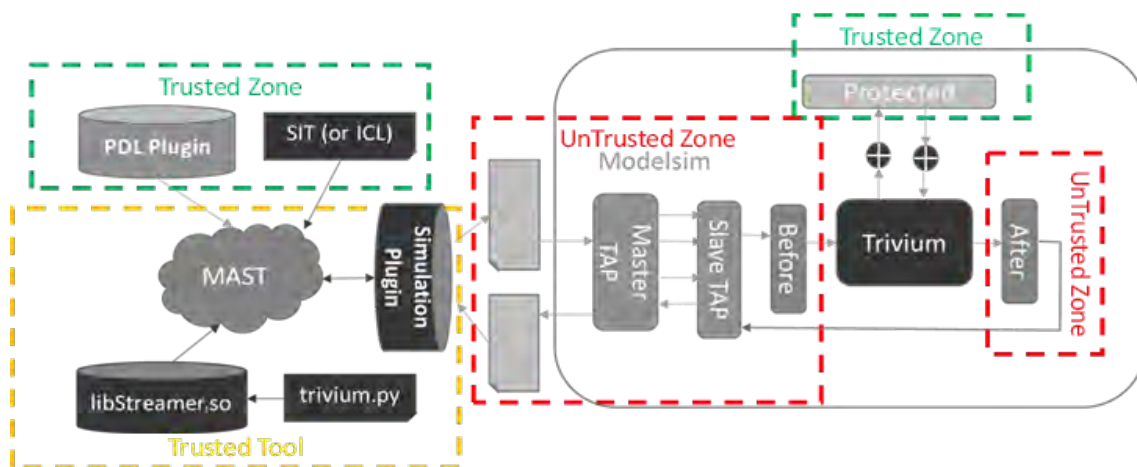 Trusted Zone
PDL Plugin
SIT (or ICL)
MAST
Simulation
Plugin
libStreamer.so
trivium.py
Trusted Tool
UnTrusted Zone
Modelsim
Master
TAP
Slave TAP
Before
Trusted Zone
Protected
Trivium
After
UnTrusted Zone